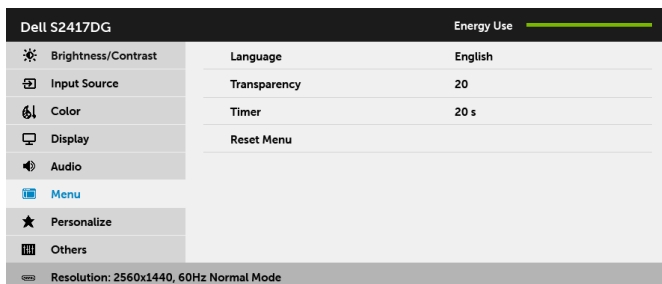 Dell S2417DG Energy Use
Brightness/Contrast Language English
Input Source Transparency 20
Color Timer 20 s
Display Reset Menu
Audio
Menu
Personalize
Others
Resolution: 2560x1440, 60Hz Normal Mode